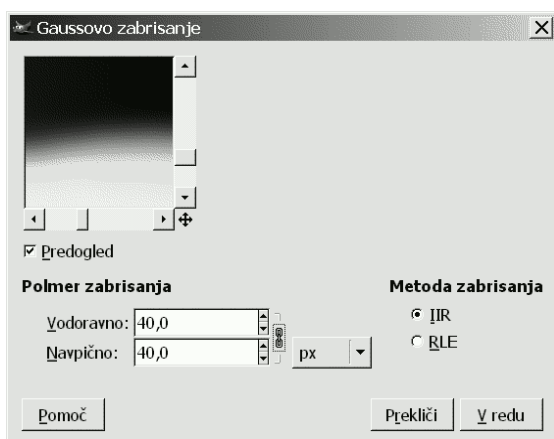 Gaussovo zabrisanje
Predogled
Polmer zabrisanja
Metoda zabrisanja
Vodoravno: 40,0
Navpično: 40,0
px
IIR
RLE
Pomoč
Prekliči
V redu